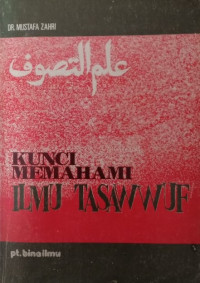 DR. MUSTAFA ZAHRI
علم التصوف
KUNCI
MEMAHAMI
ILMU TASAWWUF
pt. bina ilmu